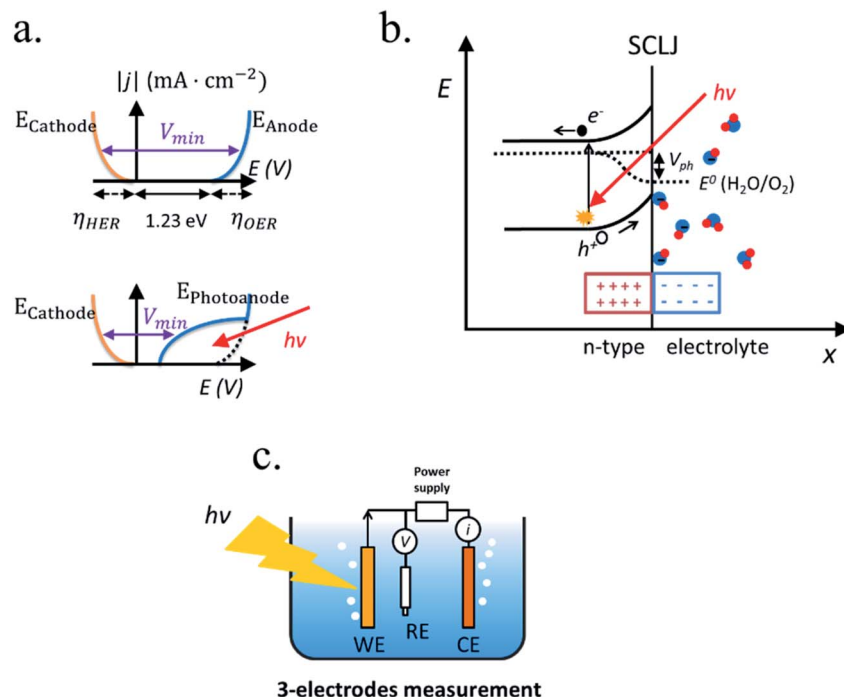 a.
|j| (mA · cm⁻²)
E_Cathode
V_min
E_Anode
E (V)
η_HER
1.23 eV
η_OER
E_Cathode
V_min
E_Photoanode
hν
E (V)
b.
SCLJ
E
hν
e⁻
V_ph
E⁰ (H₂O/O₂)
h⁺
+ + + + - - - -
+ + + + - - - -
n-type electrolyte
x
c.
Power
supply
hν
V
i
WE
RE
CE
3-electrodes measurement